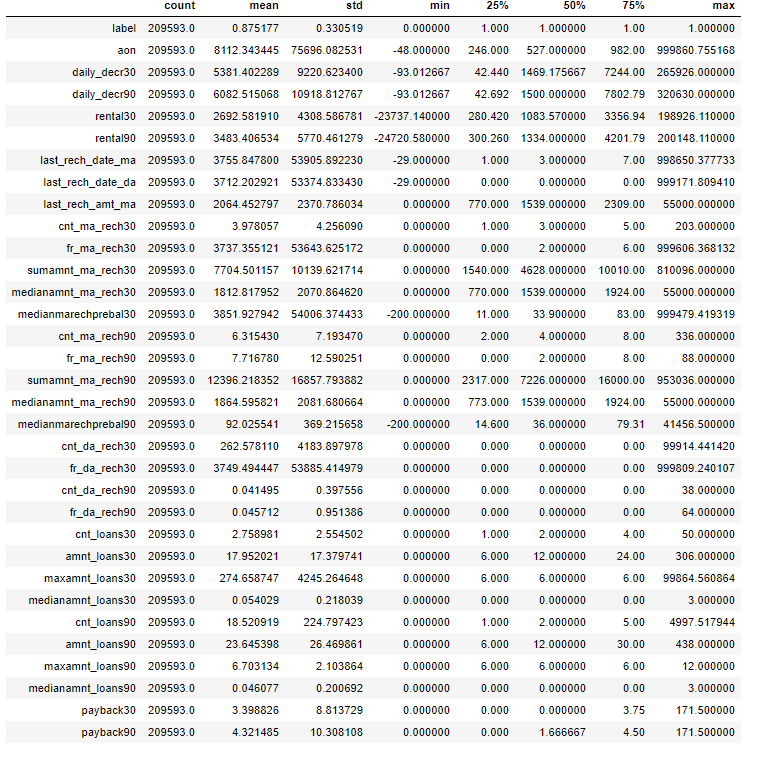 count mean std min 25% 50% 75% max
label 209593.0 0.875177 0.330519 0.000000 1.000 1.000000 1.00 1.000000
aon 209593.0 8112.343445 75696.082531 -48.000000 246.000 527.000000 982.00 999860.755168
daily_decr30 209593.0 5381.402289 9220.623400 -93.012667 42.440 1469.175667 7244.00 265926.000000
daily_decr90 209593.0 6082.515068 10918.812767 -93.012667 42.692 1500.000000 7802.79 320630.000000
rental30 209593.0 2692.581910 4308.586781 -23737.140000 280.420 1083.570000 3356.94 198926.110000
rental90 209593.0 3483.406534 5770.461279 -24720.580000 300.260 1334.000000 4201.79 200148.110000
last_rech_date_ma 209593.0 3755.847800 53905.892230 -29.000000 1.000 3.000000 7.00 998650.377733
last_rech_date_da 209593.0 3712.202921 53374.833430 -29.000000 0.000 0.000000 0.00 999171.809410
last_rech_amt_ma 209593.0 2064.452797 2370.786034 0.000000 770.000 1539.000000 2309.00 55000.000000
cnt_ma_rech30 209593.0 3.978057 4.256090 0.000000 1.000 3.000000 5.00 203.000000
fr_ma_rech30 209593.0 3737.355121 53643.625172 0.000000 0.000 2.000000 6.00 999606.368132
sumamnt_ma_rech30 209593.0 7704.501157 10139.621714 0.000000 1540.000 4628.000000 10010.00 810096.000000
medianamnt_ma_rech30 209593.0 1812.817952 2070.864620 0.000000 770.000 1539.000000 1924.00 55000.000000
medianmarechprebal30 209593.0 3851.927942 54006.374433 -200.000000 11.000 33.900000 83.00 999479.419319
cnt_ma_rech90 209593.0 6.315430 7.193470 0.000000 2.000 4.000000 8.00 336.000000
fr_ma_rech90 209593.0 7.716780 12.590251 0.000000 0.000 2.000000 8.00 88.000000
sumamnt_ma_rech90 209593.0 12396.218352 16857.793882 0.000000 2317.000 7226.000000 16000.00 953036.000000
medianamnt_ma_rech90 209593.0 1864.595821 2081.680664 0.000000 773.000 1539.000000 1924.00 55000.000000
medianmarechprebal90 209593.0 92.025541 369.215658 -200.000000 14.600 36.000000 79.31 41456.500000
cnt_da_rech30 209593.0 262.578110 4183.897978 0.000000 0.000 0.000000 0.00 99914.441420
fr_da_rech30 209593.0 3749.494447 53885.414979 0.000000 0.000 0.000000 0.00 999809.240107
cnt_da_rech90 209593.0 0.041495 0.397556 0.000000 0.000 0.000000 0.00 38.000000
fr_da_rech90 209593.0 0.045712 0.951386 0.000000 0.000 0.000000 0.00 64.000000
cnt_loans30 209593.0 2.758981 2.554502 0.000000 1.000 2.000000 4.00 50.000000
amnt_loans30 209593.0 17.952021 17.379741 0.000000 6.000 12.000000 24.00 306.000000
maxamnt_loans30 209593.0 274.658747 4245.264648 0.000000 6.000 6.000000 6.00 99864.560864
medianamnt_loans30 209593.0 0.054029 0.218039 0.000000 0.000 0.000000 0.00 3.000000
cnt_loans90 209593.0 18.520919 224.797423 0.000000 1.000 2.000000 5.00 4997.517944
amnt_loans90 209593.0 23.645398 26.469861 0.000000 6.000 12.000000 30.00 438.000000
maxamnt_loans90 209593.0 6.703134 2.103864 0.000000 6.000 6.000000 6.00 12.000000
medianamnt_loans90 209593.0 0.046077 0.200692 0.000000 0.000 0.000000 0.00 3.000000
payback30 209593.0 3.398826 8.813729 0.000000 0.000 0.000000 3.75 171.500000
payback90 209593.0 4.321485 10.308108 0.000000 0.000 1.666667 4.50 171.500000